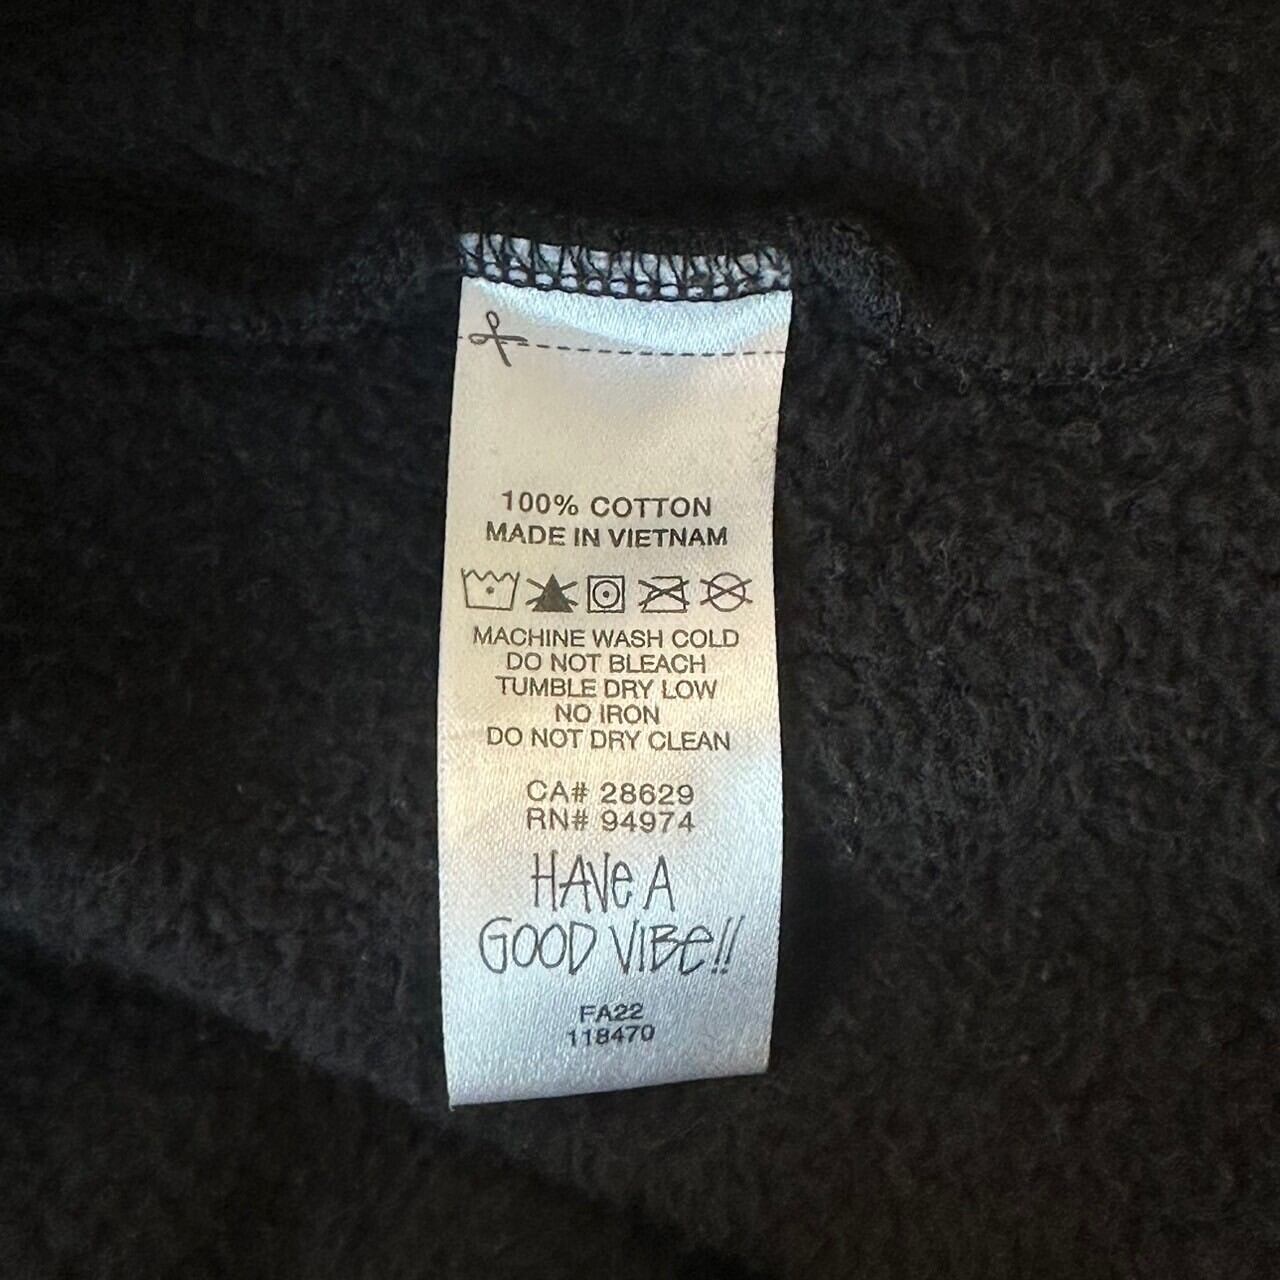 100% COTTON
MADE IN VIETNAM
MACHINE WASH COLD
DO NOT BLEACH
TUMBLE DRY LOW
NO IRON
DO NOT DRY CLEAN
CA# 28629
RN# 94974
HAVe A
GOOD VIBe!!
FA22
118470